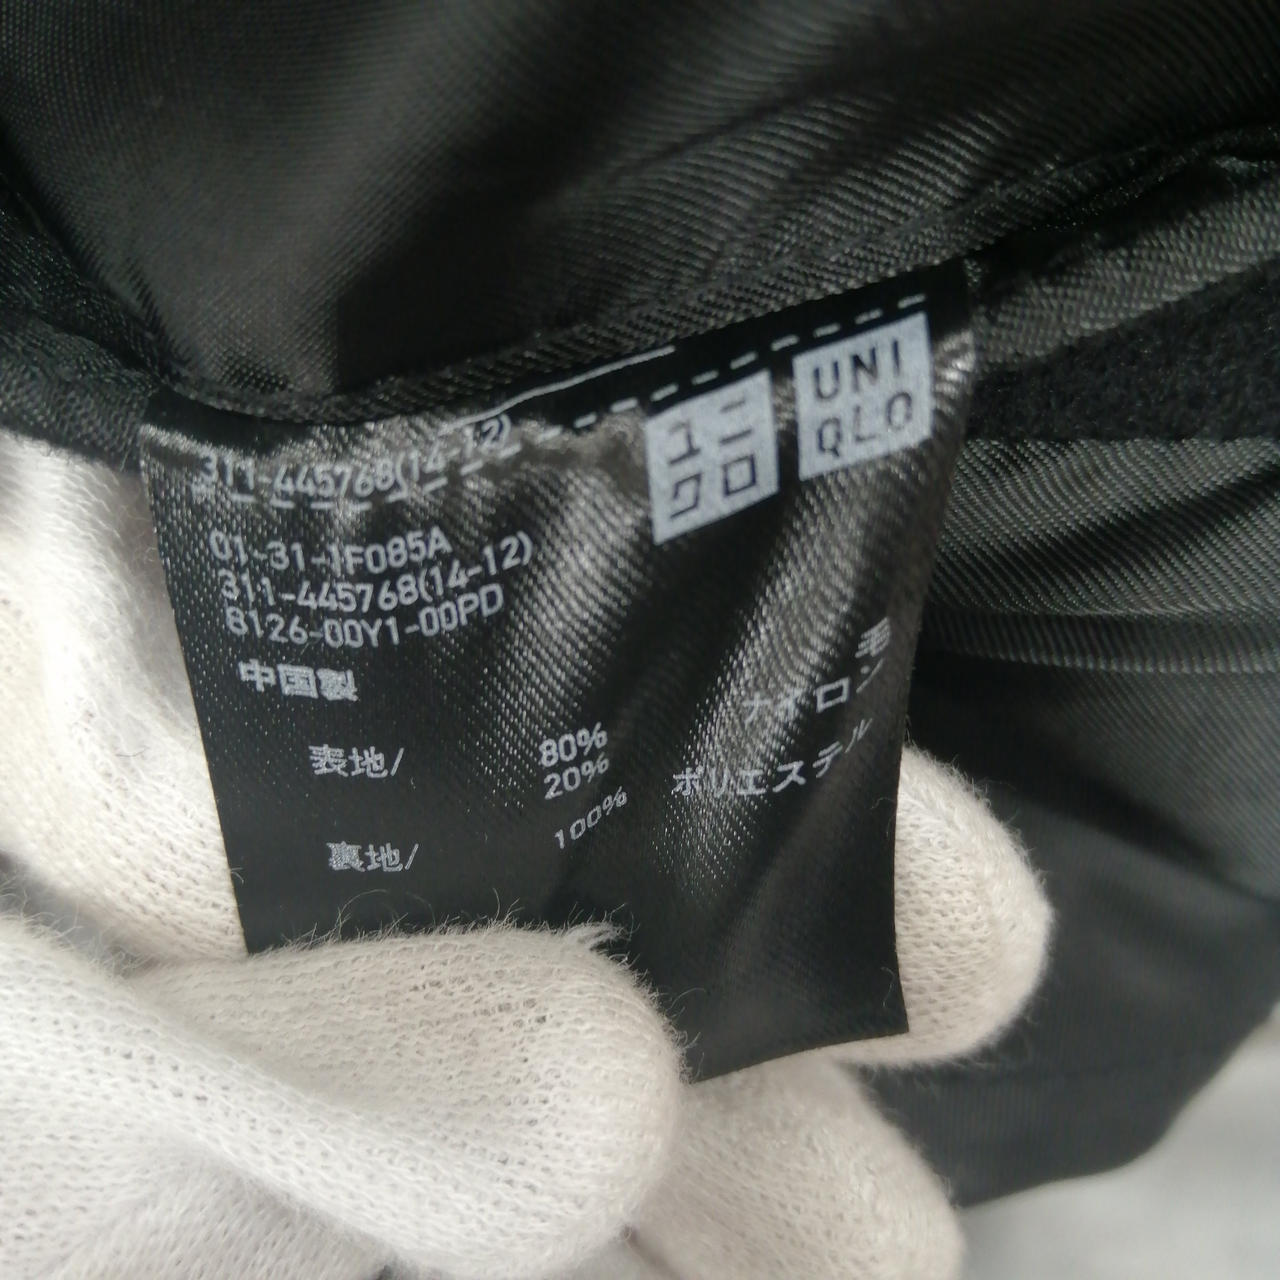 ユニ
クロ
UNI
QLO
311-445768(14-12)
01-31-1F085A
311-445768(14-12)
8126-00Y1-00PD
中国製
表地/ 80% 毛
20% ナイロン
裏地/ 100% ポリエステル